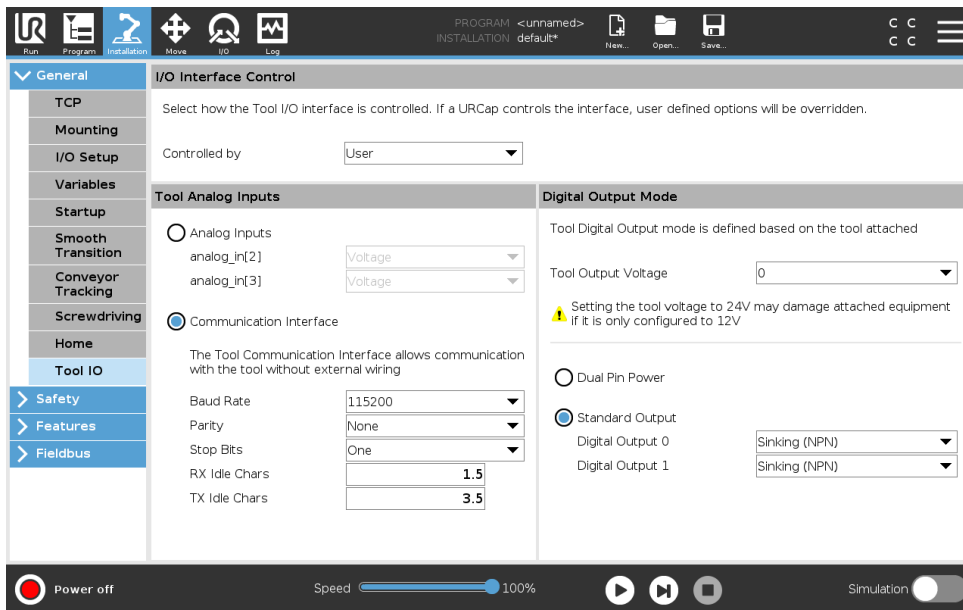 UR
Run
Program
Installation
Move
I/O
Log
PROGRAM <unnamed>
INSTALLATION default*
New...
Open...
Save...
C C
C C
General
TCP
Mounting
I/O Setup
Variables
Startup
Smooth
Transition
Conveyor
Tracking
Screwdriving
Home
Tool IO
Safety
Features
Fieldbus
I/O Interface Control
Select how the Tool I/O interface is controlled. If a URCap controls the interface, user defined options will be overridden.
Controlled by User
Tool Analog Inputs
Analog Inputs
analog_in[2] Voltage
analog_in[3] Voltage
Communication Interface
The Tool Communication Interface allows communication
with the tool without external wiring
Baud Rate 115200
Parity None
Stop Bits One
RX Idle Chars 1.5
TX Idle Chars 3.5
Digital Output Mode
Tool Digital Output mode is defined based on the tool attached
Tool Output Voltage 0
Setting the tool voltage to 24V may damage attached equipment
if it is only configured to 12V
Dual Pin Power
Standard Output
Digital Output 0 Sinking (NPN)
Digital Output 1 Sinking (NPN)
Power off
Speed 100%
Simulation